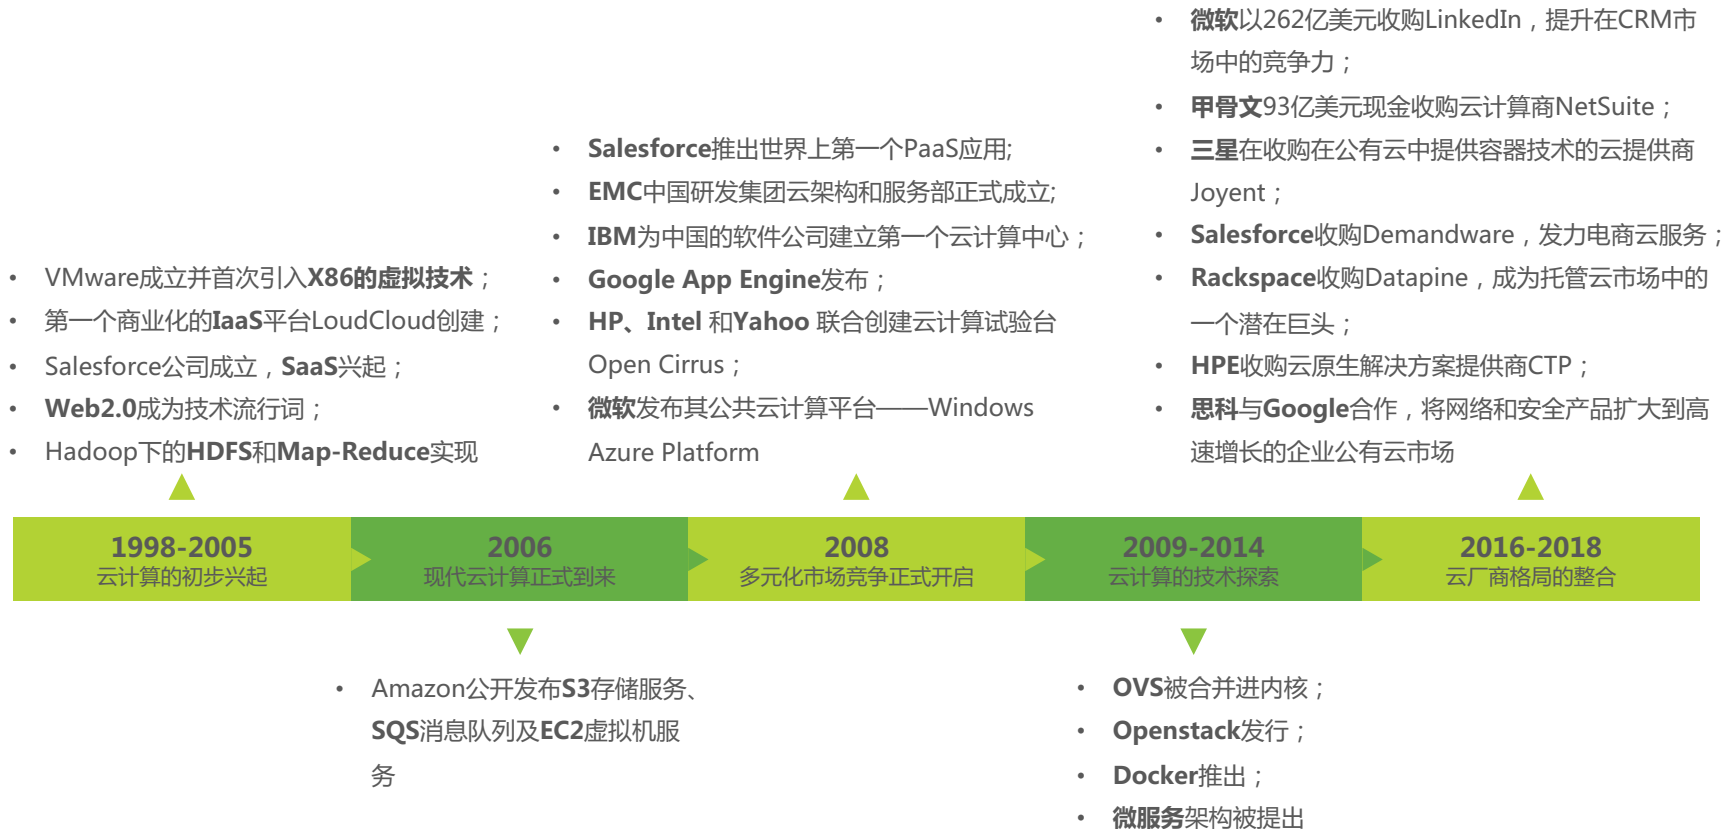 • VMware成立并首次引入X86的虚拟技术；
• 第一个商业化的IaaS平台LoudCloud创建；
• Salesforce公司成立，SaaS兴起；
• Web2.0成为技术流行词；
• Hadoop下的HDFS和Map-Reduce实现
• Salesforce推出世界上第一个PaaS应用;
• EMC中国研发集团云架构和服务部正式成立;
• IBM为中国的软件公司建立第一个云计算中心；
• Google App Engine发布；
• HP、Intel 和Yahoo 联合创建云计算试验台
Open Cirrus；
• 微软发布其公共云计算平台——Windows
Azure Platform
• 微软以262亿美元收购LinkedIn，提升在CRM市
场中的竞争力；
• 甲骨文93亿美元现金收购云计算商NetSuite；
• 三星在收购在公有云中提供容器技术的云提供商
Joyent；
• Salesforce收购Demandware，发力电商云服务；
• Rackspace收购Datapine，成为托管云市场中的
一个潜在巨头；
• HPE收购云原生解决方案提供商CTP；
• 思科与Google合作，将网络和安全产品扩大到高
速增长的企业公有云市场
1998-2005
云计算的初步兴起
2006
现代云计算正式到来
2008
多元化市场竞争正式开启
2009-2014
云计算的技术探索
2016-2018
云厂商格局的整合
• Amazon公开发布S3存储服务、
SQS消息队列及EC2虚拟机服
务
• OVS被合并进内核；
• Openstack发行；
• Docker推出；
• 微服务架构被提出